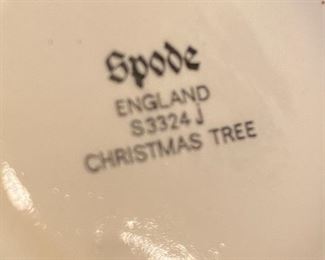 Spode
ENGLAND
S3324 J
CHRISTMAS TREE